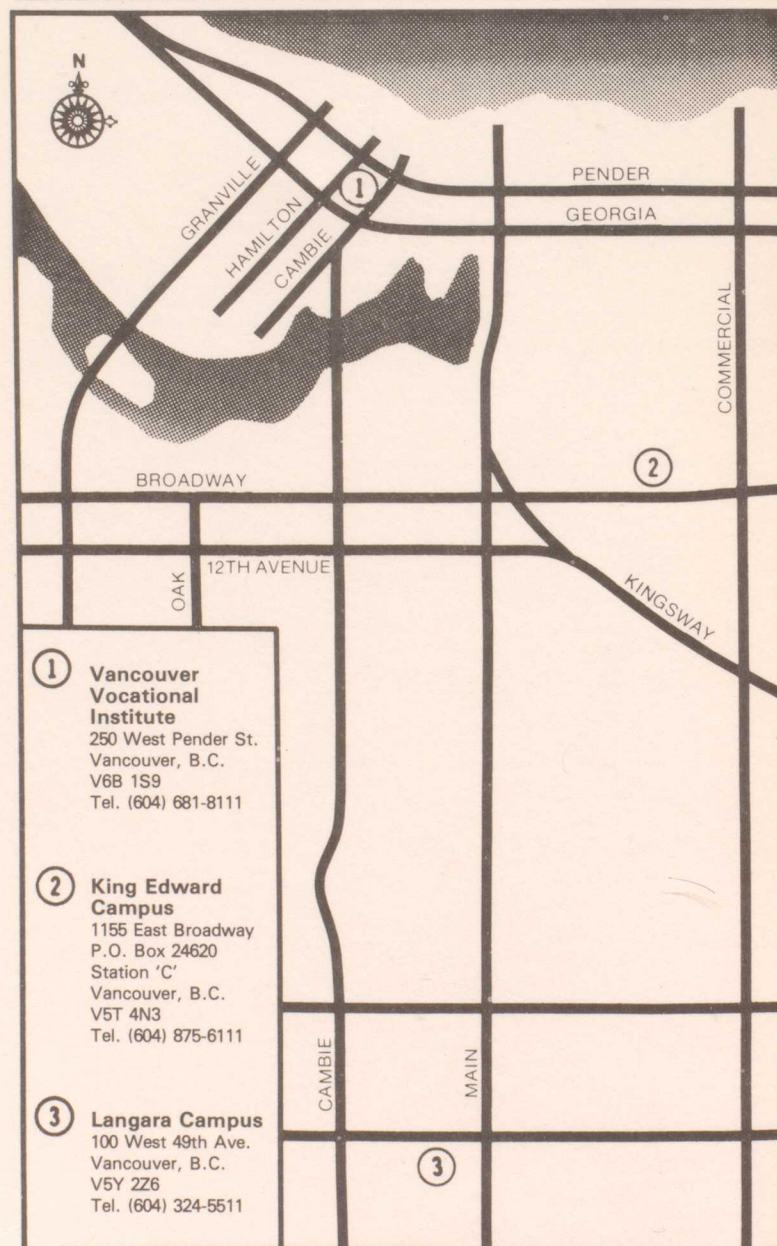 N
GRANVILLE
HAMILTON
CAMBIE
1
PENDER
GEORGIA
COMMERCIAL
2
BROADWAY
12TH AVENUE
OAK
KINGSWAY
1 Vancouver
Vocational
Institute
250 West Pender St.
Vancouver, B.C.
V6B 1S9
Tel. (604) 681-8111
2 King Edward
Campus
1155 East Broadway
P.O. Box 24620
Station 'C'
Vancouver, B.C.
V5T 4N3
Tel. (604) 875-6111
CAMBIE
MAIN
3 Langara Campus
100 West 49th Ave.
Vancouver, B.C.
V5Y 2Z6
Tel. (604) 324-5511
3